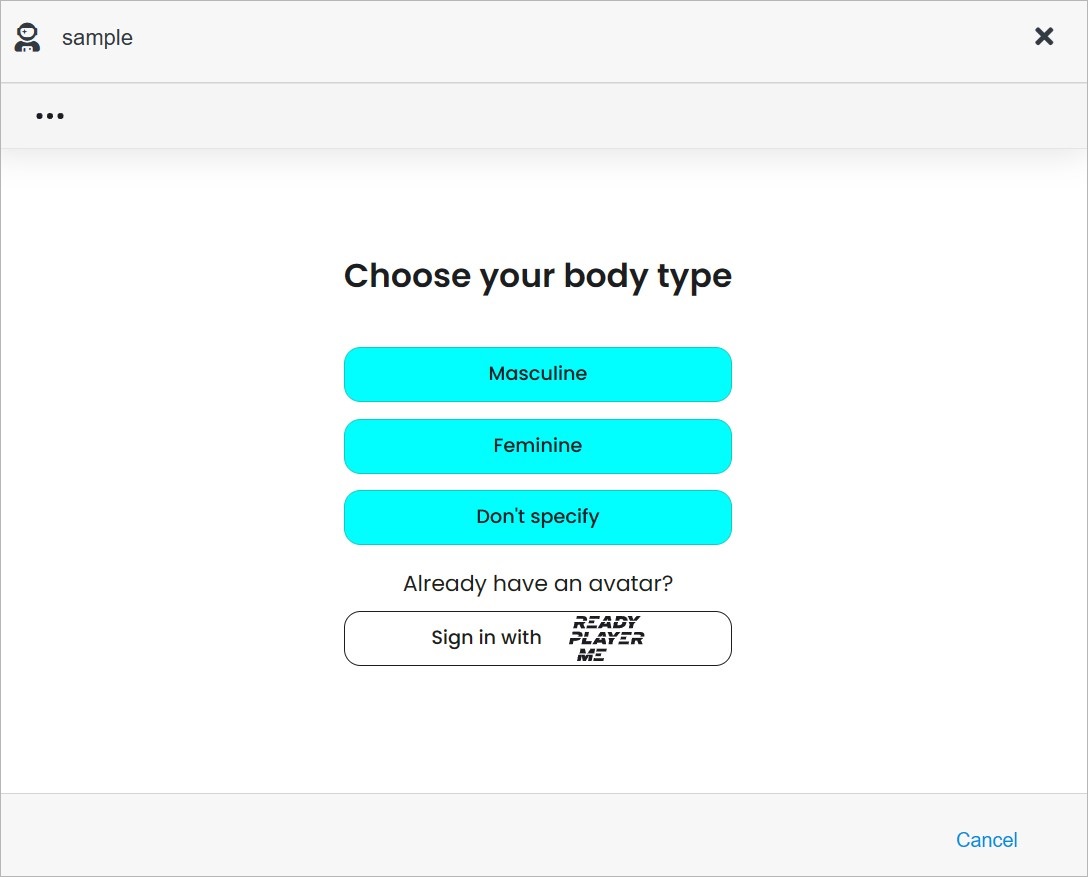 sample
Choose your body type
Masculine
Feminine
Don't specify
Already have an avatar?
Sign in with
READY
PLAYER
ME
Cancel